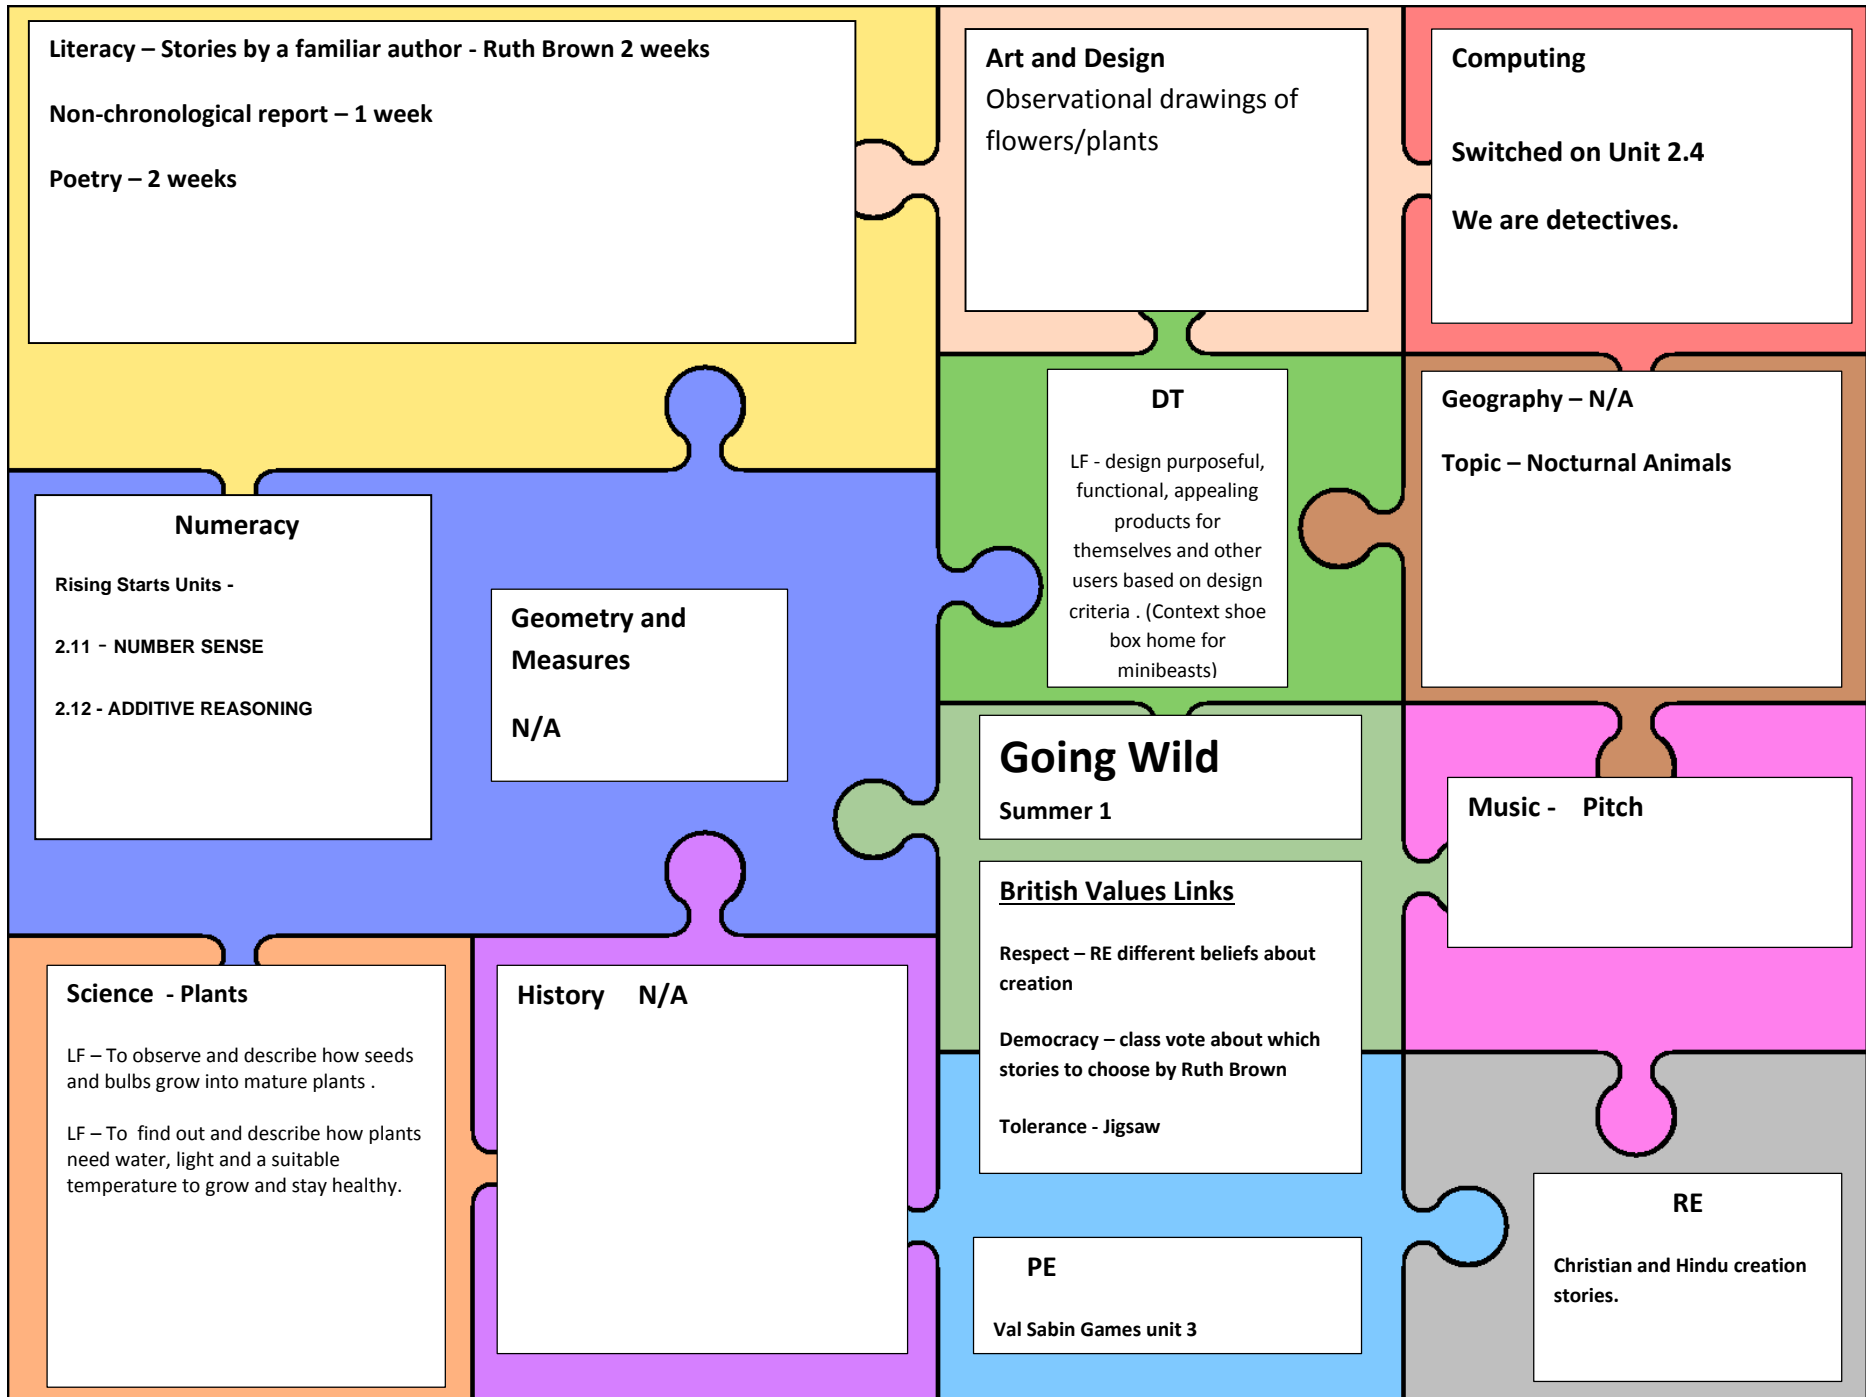 Literacy – Stories by a familiar author - Ruth Brown 2 weeks
Non-chronological report – 1 week
Poetry – 2 weeks
Art and Design
Observational drawings of
flowers/plants
Computing
Switched on Unit 2.4
We are detectives.
Numeracy
Rising Starts Units -
2.11 - NUMBER SENSE
2.12 - ADDITIVE REASONING
Geometry and
Measures
N/A
DT
LF - design purposeful,
functional, appealing
products for
themselves and other
users based on design
criteria . (Context shoe
box home for
minibeasts)
Geography – N/A
Topic – Nocturnal Animals
Going Wild
Summer 1
British Values Links
Respect – RE different beliefs about
creation
Democracy – class vote about which
stories to choose by Ruth Brown
Tolerance - Jigsaw
Music - Pitch
Science - Plants
LF – To observe and describe how seeds
and bulbs grow into mature plants .
LF – To find out and describe how plants
need water, light and a suitable
temperature to grow and stay healthy.
History N/A
PE
Val Sabin Games unit 3
RE
Christian and Hindu creation
stories.